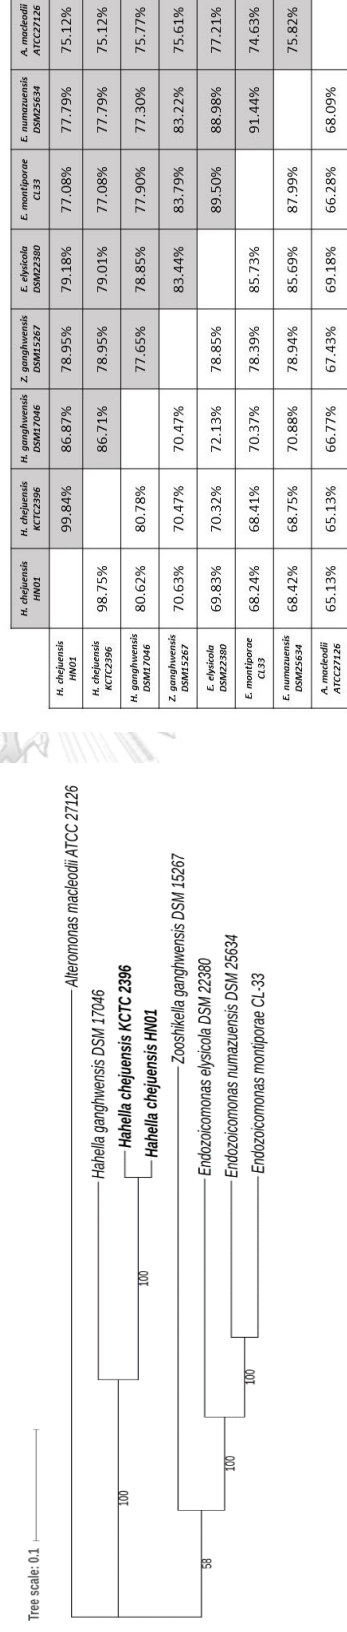 Tree scale: 0.1
Alteromonas macleodii ATCC 27126
Hahella ganghwensis DSM 17046
Hahella chejuensis KCTC 2396
Hahella chejuensis HN01
Zooshikella ganghwensis DSM 15267
Endozoicomonas elysicola DSM 22380
Endozoicomonas numazuensis DSM 25634
Endozoicomonas montiporae CL-33
100
100
58
100
100
H. chejuensis HN01 H. chejuensis KCTC2396 H. ganghwensis DSM17046 Z. ganghwensis DSM15267 E. elysicola DSM22380 E. montiporae CL33 E. numazuensis DSM25634 A. macleodii ATCC27126
H. chejuensis HN01 99.84% 86.87% 78.95% 79.18% 77.08% 77.79% 75.12%
H. chejuensis KCTC2396 98.75% 86.71% 78.95% 79.01% 77.08% 77.79% 75.12%
H. ganghwensis DSM17046 80.62% 80.78% 77.65% 78.85% 77.90% 77.30% 75.77%
Z. ganghwensis DSM15267 70.63% 70.47% 70.47% 83.44% 83.79% 83.22% 75.61%
E. elysicola DSM22380 69.83% 70.32% 72.13% 78.85% 89.50% 88.98% 77.21%
E. montiporae CL33 68.24% 68.41% 70.37% 78.39% 85.73% 91.44% 74.63%
E. numazuensis DSM25634 68.42% 68.75% 70.88% 78.94% 85.69% 87.99% 75.82%
A. macleodii ATCC27126 65.13% 65.13% 66.77% 67.43% 69.18% 66.28% 68.09%